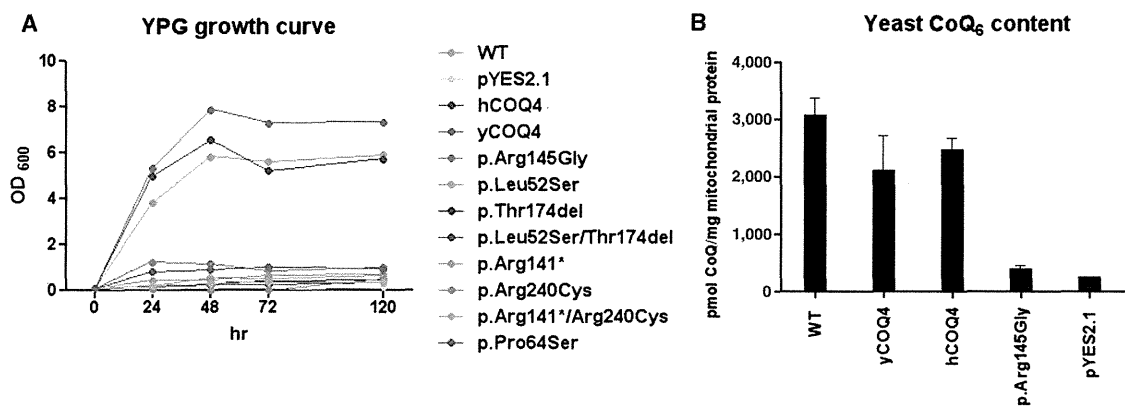 A
YPG growth curve
OD 600
10
8
6
4
2
0
0 24 48 72 120
hr
WT
pYES2.1
hCOQ4
yCOQ4
p.Arg145Gly
p.Leu52Ser
p.Thr174del
p.Leu52Ser/Thr174del
p.Arg141*
p.Arg240Cys
p.Arg141*/Arg240Cys
p.Pro64Ser
B
Yeast CoQ6 content
pmol CoQ/mg mitochondrial protein
4,000
3,000
2,000
1,000
0
WT
yCOQ4
hCOQ4
p.Arg145Gly
pYES2.1